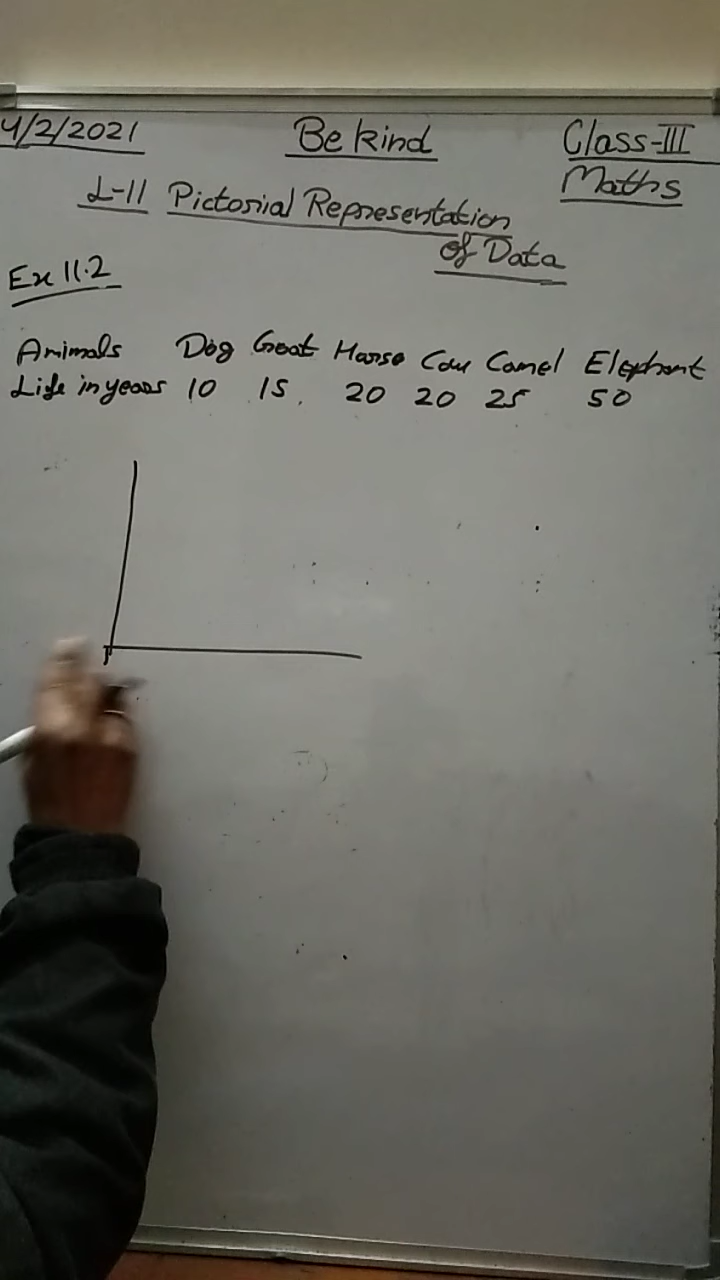 4/2/2021 Be kind Class-III
Maths
L-11 Pictorial Representation
of Data
Ex 11.2
Animals Dog Goat Horse Cow Camel Elephant
Life in years 10 15 20 20 25 50